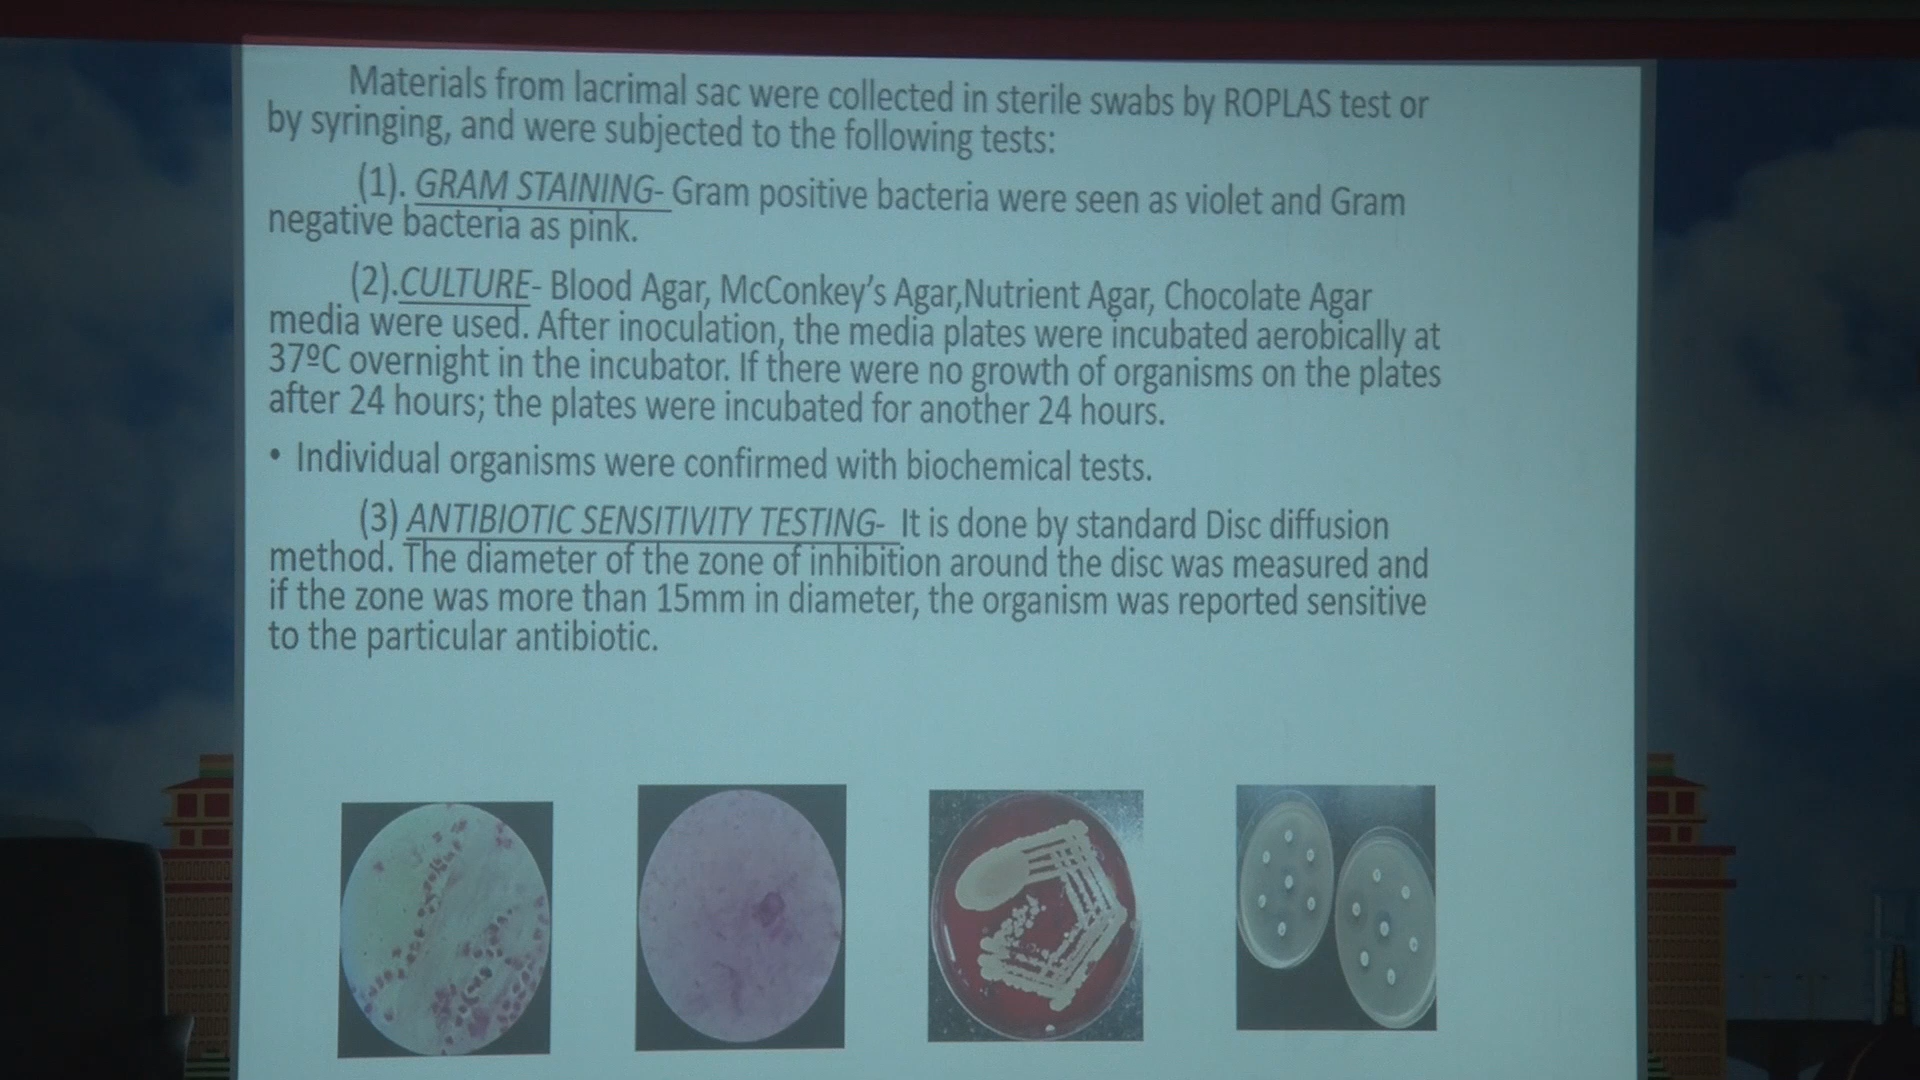 Materials from lacrimal sac were collected in sterile swabs by ROPLAS test or
by syringing, and were subjected to the following tests:
(1). GRAM STAINING- Gram positive bacteria were seen as violet and Gram
negative bacteria as pink.
(2).CULTURE- Blood Agar, McConkey's Agar,Nutrient Agar, Chocolate Agar
media were used. After inoculation, the media plates were incubated aerobically at
37ºC overnight in the incubator. If there were no growth of organisms on the plates
after 24 hours; the plates were incubated for another 24 hours.
• Individual organisms were confirmed with biochemical tests.
(3) ANTIBIOTIC SENSITIVITY TESTING- It is done by standard Disc diffusion
method. The diameter of the zone of inhibition around the disc was measured and
if the zone was more than 15mm in diameter, the organism was reported sensitive
to the particular antibiotic.